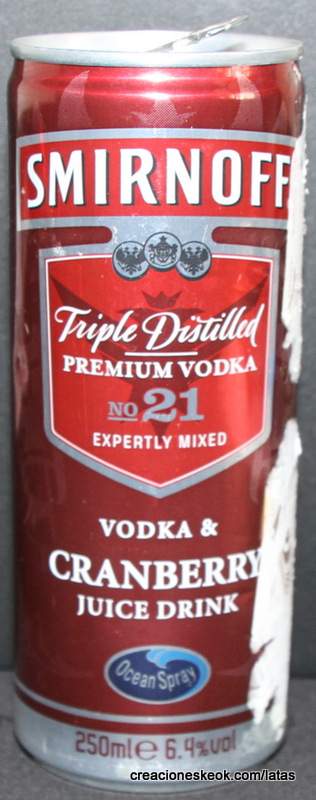 SMIRNOFF
Triple Distilled
PREMIUM VODKA
NO 21
EXPERTLY MIXED
VODKA &
CRANBERRY
JUICE DRINK
Ocean Spray
250ml e 6.4%vol
creacioneskeok.com/latas